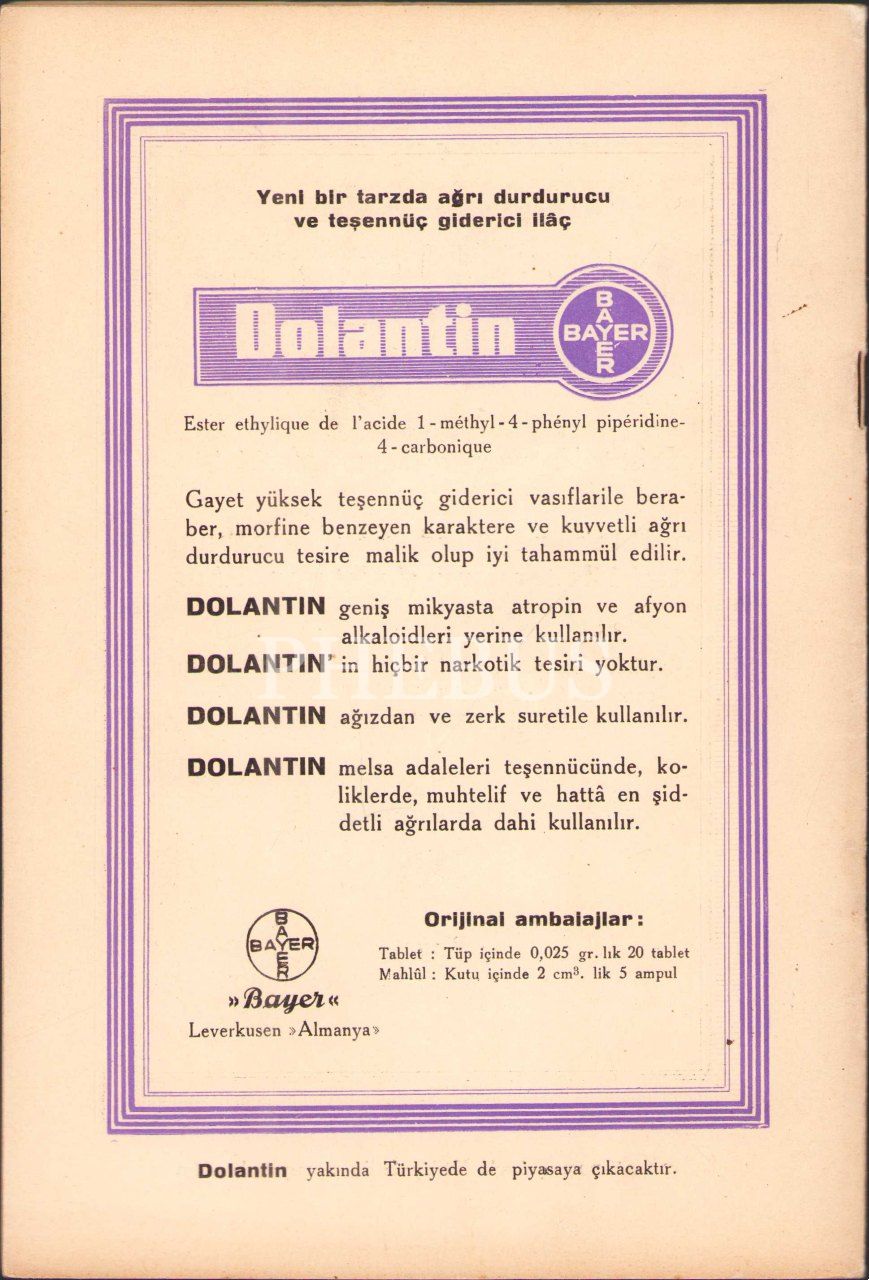 Yeni bir tarzda ağrı durdurucu
ve teşennüç giderici ilâç
Dolantin
BAYER
BAYER
Ester ethylique de l'acide 1-méthyl-4-phényl pipéridine-
4-carbonique
Gayet yüksek teşennüç giderici vasıflarile bera-
ber, morfine benzeyen karaktere ve kuvvetli ağrı
durdurucu tesire malik olup iyi tahammül edilir.
DOLANTIN geniş mikyasta atropin ve afyon
alkaloidleri yerine kullanılır.
DOLANTIN'in hiçbir narkotik tesiri yoktur.
PHEBUS
DOLANTIN ağızdan ve zerk suretile kullanılır.
DOLANTIN melsa adaleleri teşennücünde, ko-
liklerde, muhtelif ve hattâ en şid-
detli ağrılarda dahi kullanılır.
BAYER
BAYER
»Bayer«
Leverkusen »Almanya»
Orijinal ambalajlar:
Tablet : Tüp içinde 0,025 gr. lık 20 tablet
Mahlûl : Kutu içinde 2 cm³. lik 5 ampul
Dolantin yakında Türkiyede de piyasaya çıkacaktır.